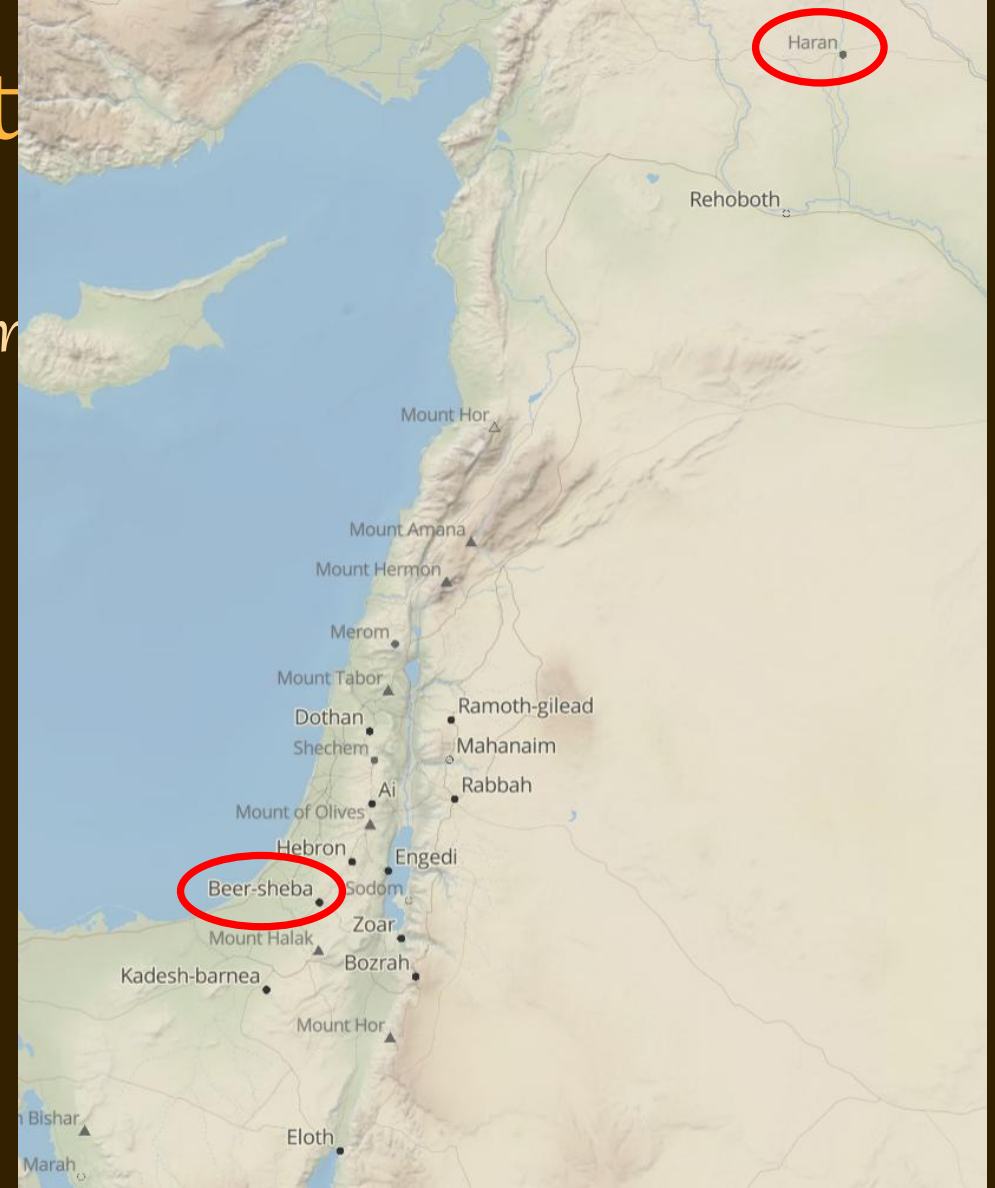 t
r
Haran
Rehoboth
Mount Hor
Mount Amana
Mount Hermon
Merom
Mount Tabor
Ramoth-gilead
Dothan
Shechem
Mahanaim
Rabbah
Ai
Mount of Olives
Hebron
Engedi
Beer-sheba
Sodom
Zoar
Mount Halak
Bozrah
Kadesh-barnea
Mount Hor
Bishar
Eloth
Marah